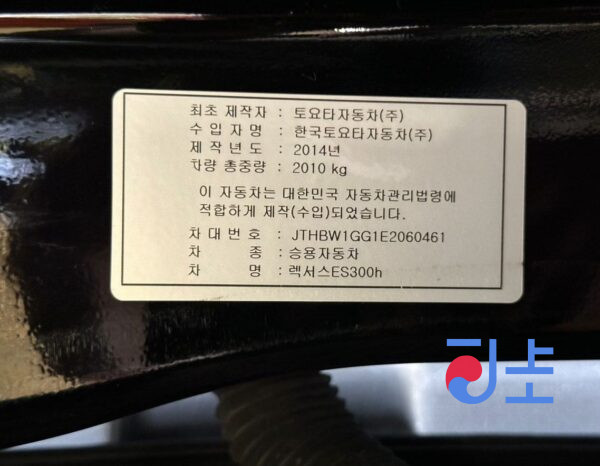 최초 제작자 : 토요타자동차(주)
수 입 자 명 : 한국토요타자동차(주)
제 작 년 도 : 2014년
차량 총중량 : 2010 kg
이 자동차는 대한민국 자동차관리법령에
적합하게 제작(수입)되었습니다.
차 대 번 호 : JTHBW1GG1E2060461
차 종 : 승용자동차
차 명 : 렉서스ES300h